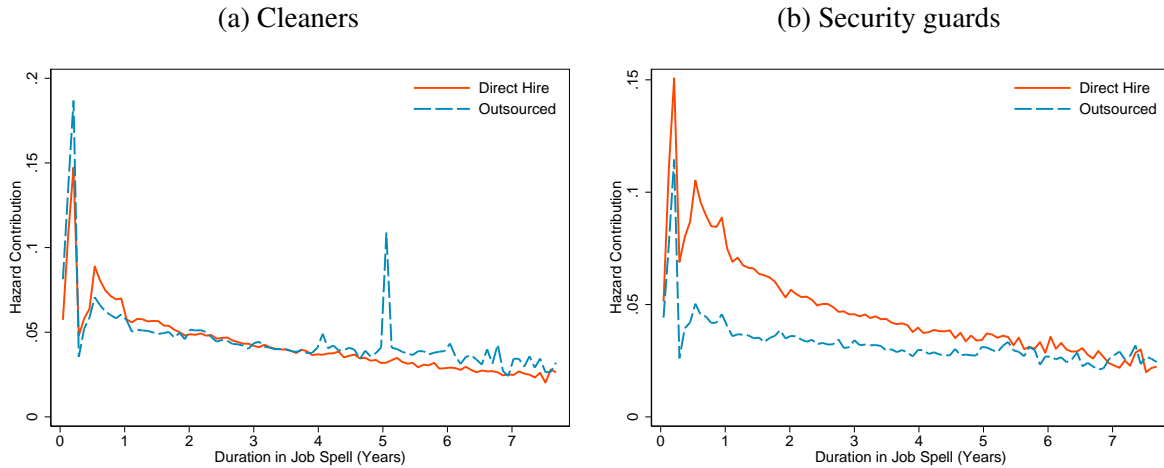 (a) Cleaners
Hazard Contribution
0 .05 .1 .15 .2
Direct Hire
Outsourced
0 1 2 3 4 5 6 7
Duration in Job Spell (Years)
(b) Security guards
Hazard Contribution
0 .05 .1 .15
Direct Hire
Outsourced
0 1 2 3 4 5 6 7
Duration in Job Spell (Years)